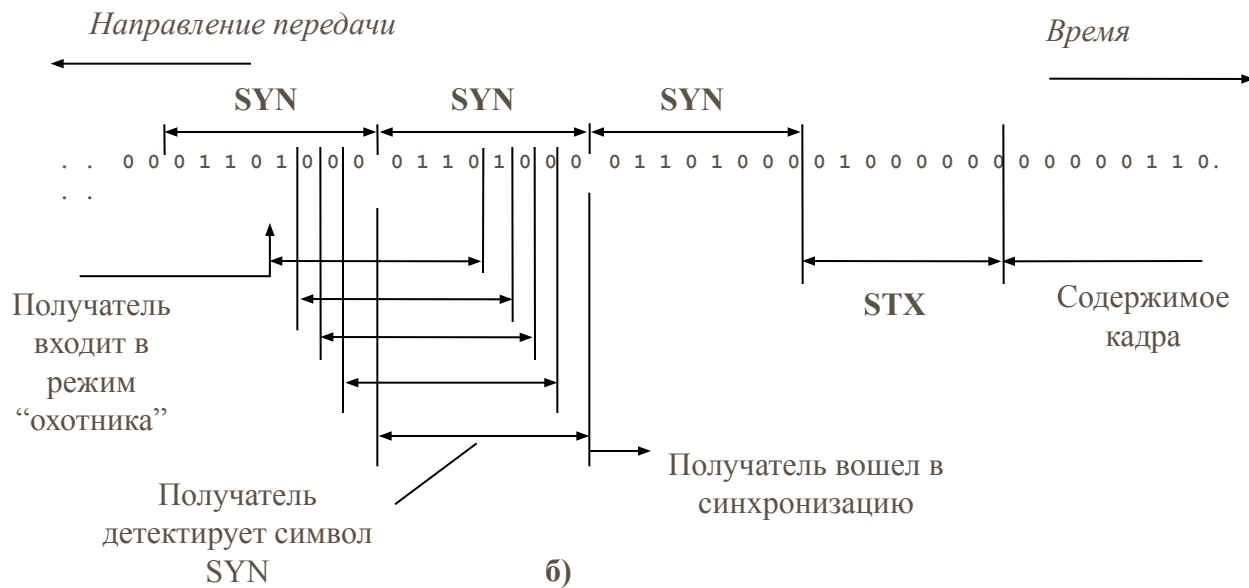 Направление передачи
Время
SYN SYN SYN
. . 0 0 0 1 1 0 1 0 0 0 0 1 1 0 1 0 0 0 0 1 1 0 1 0 0 0 0 1 0 0 0 0 0 0 0 0 0 0 0 1 1 0.
. .
Получатель
входит в
режим
“охотника”
STX
Содержимое
кадра
Получатель
детектирует символ
SYN
Получатель вошел в
синхронизацию
б)